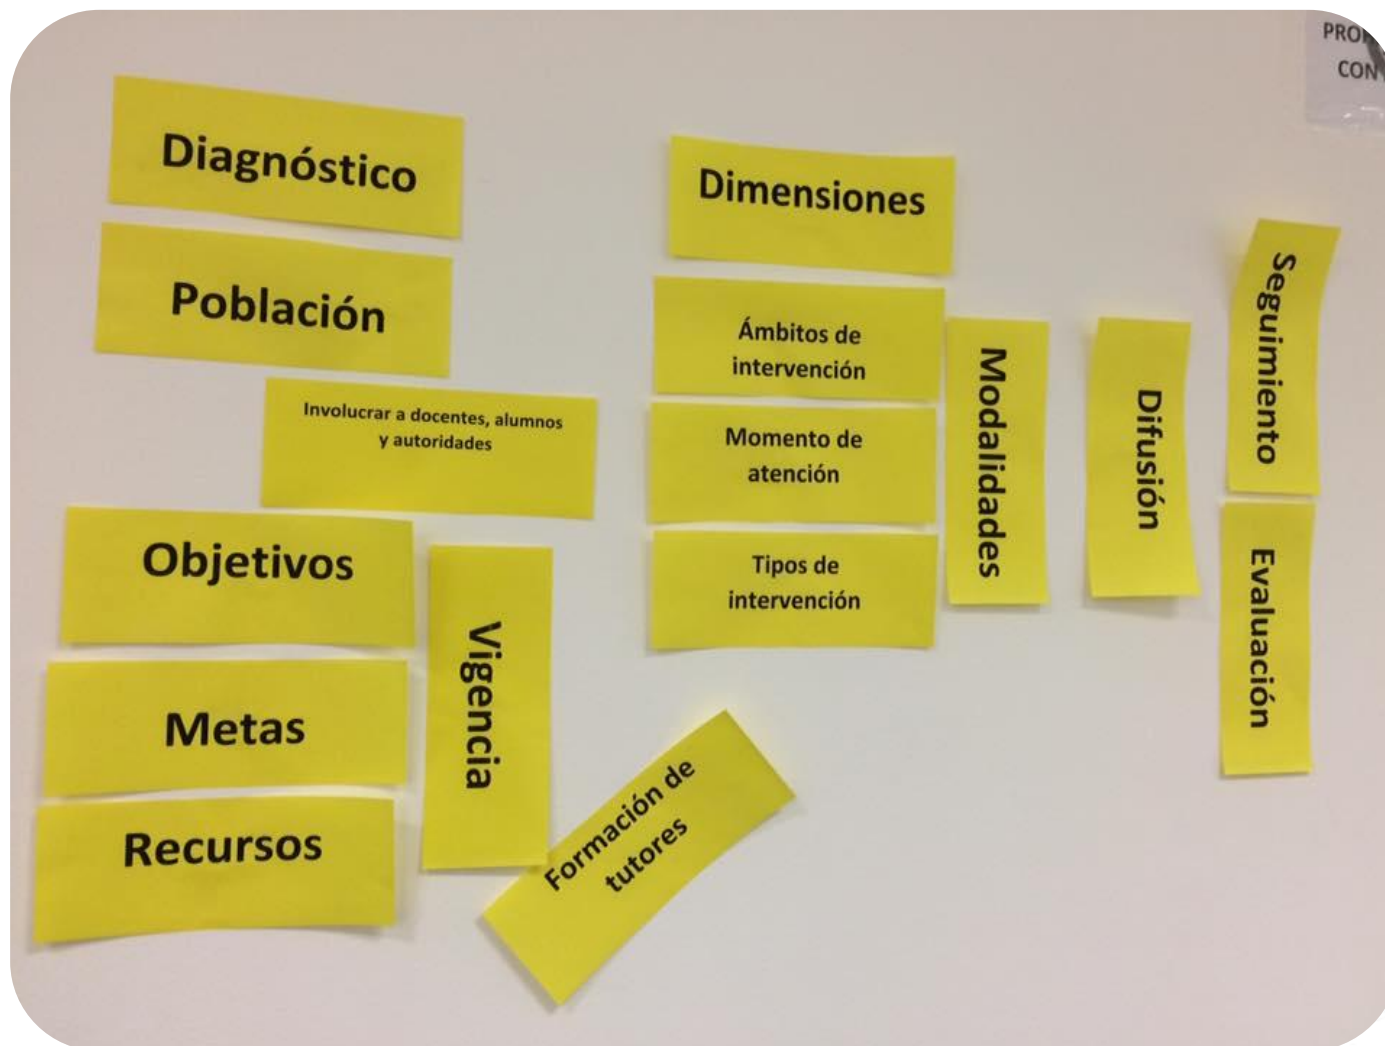 Diagnóstico
Población
Involucrar a docentes, alumnos
y autoridades
Objetivos
Metas
Recursos
Vigencia
Formación de
tutores
Dimensiones
Ámbitos de
intervención
Momento de
atención
Tipos de
intervención
Modalidades
Difusión
Seguimiento
Evaluación
CON